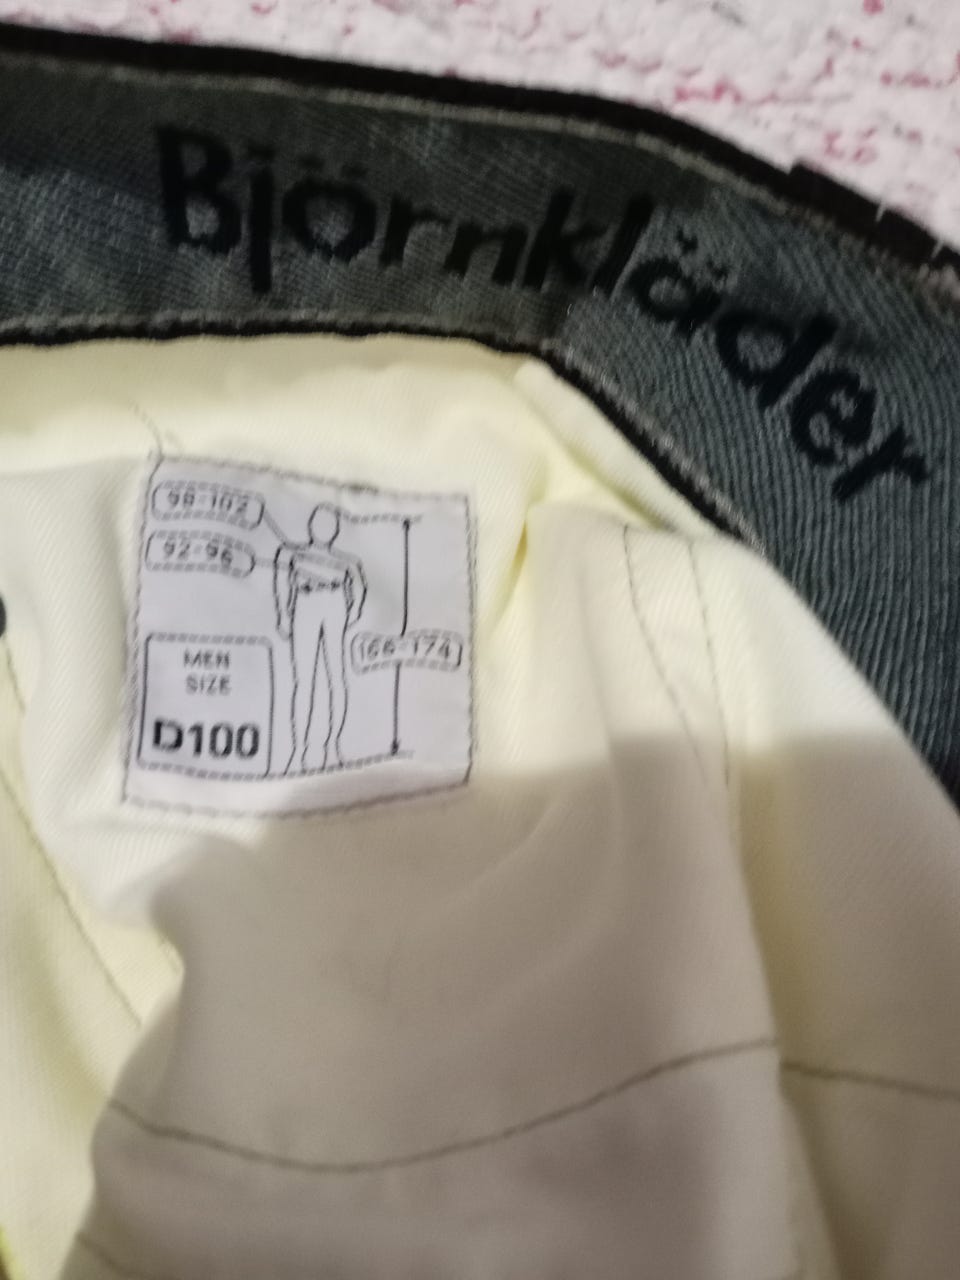 Björnkläder
98-102
92-96
166-174
MEN
SIZE
D100